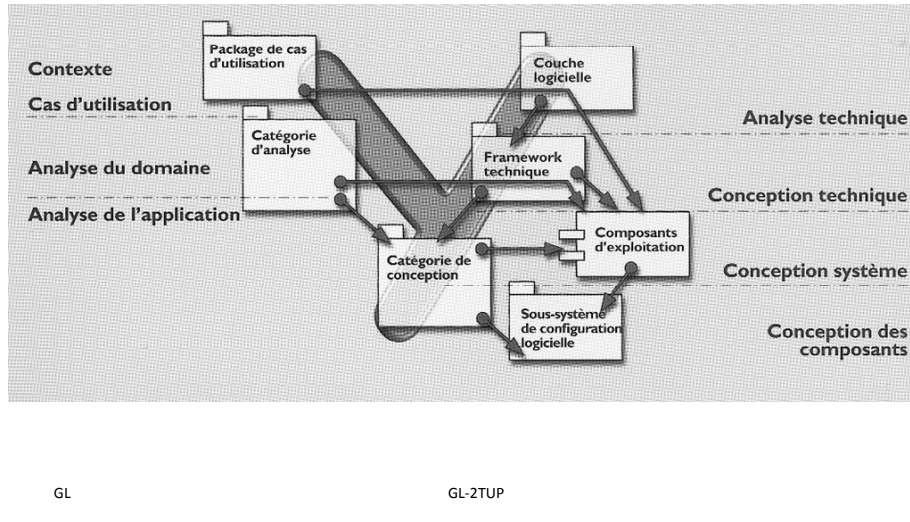 Package de cas
d'utilisation
Couche
logicielle
Contexte
Cas d'utilisation
Analyse technique
Catégorie
d'analyse
Framework
technique
Analyse du domaine
Conception technique
Analyse de l'application
Composants
d'exploitation
Catégorie de
conception
Conception système
Sous-système
de configuration
logicielle
Conception des
composants
GL
GL-2TUP